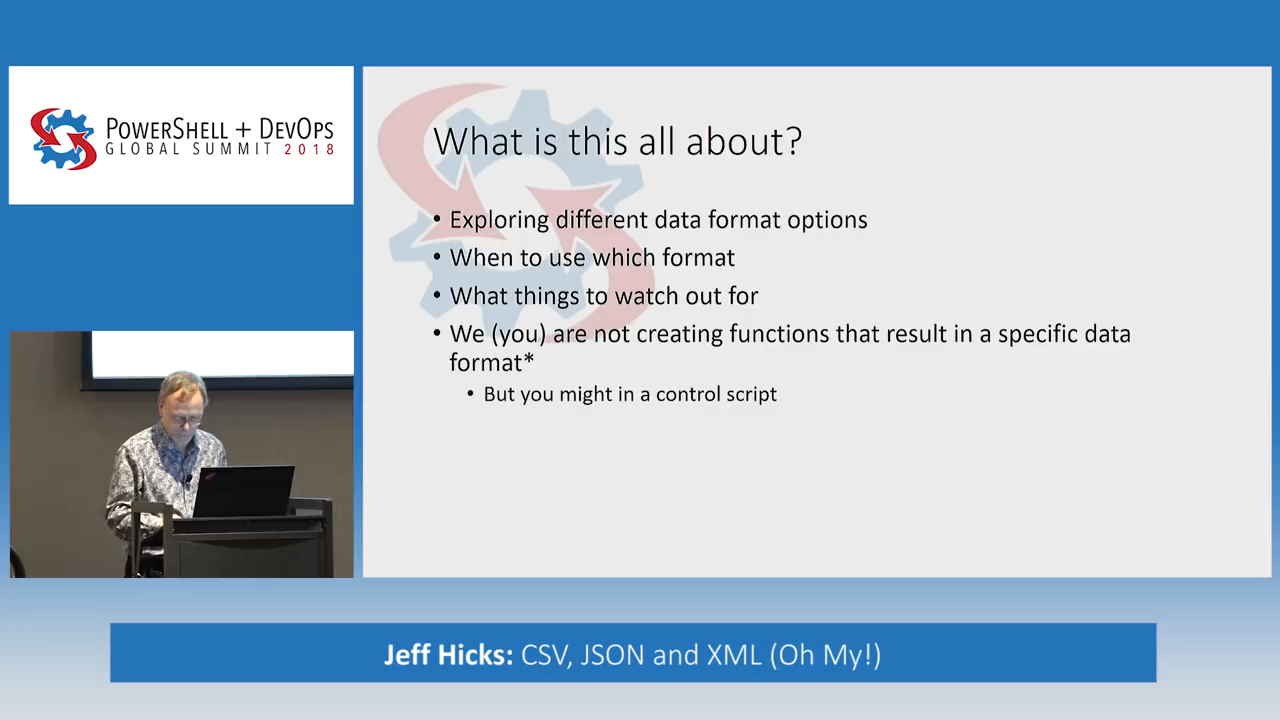 POWERSHELL + DEVOPS
GLOBAL SUMMIT 2018
What is this all about?
• Exploring different data format options
• When to use which format
• What things to watch out for
• We (you) are not creating functions that result in a specific data
format*
• But you might in a control script
Jeff Hicks: CSV, JSON and XML (Oh My!)